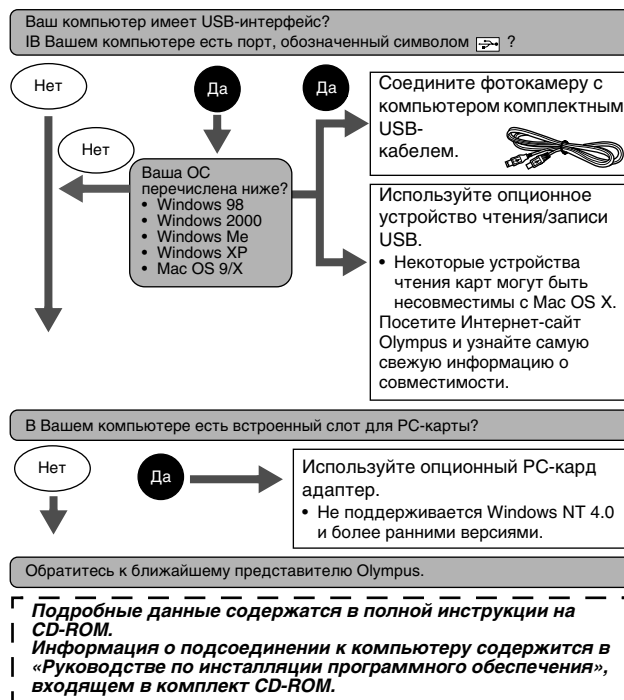 Ваш компьютер имеет USB-интерфейс?
IВ Вашем компьютере есть порт, обозначенный символом ?
Нет
Да
Да
Соедините фотокамеру с
компьютером комплектным
USB-
кабелем.
Нет
Ваша ОС
перечислена ниже?
• Windows 98
• Windows 2000
• Windows Me
• Windows XP
• Mac OS 9/X
Используйте опционное
устройство чтения/записи
USB.
• Некоторые устройства
чтения карт могут быть
несовместимы с Mac OS X.
Посетите Интернет-сайт
Olympus и узнайте самую
свежую информацию о
совместимости.
В Вашем компьютере есть встроенный слот для PC-карты?
Нет
Да
Используйте опционный PC-кард
адаптер.
• Не поддерживается Windows NT 4.0
и более ранними версиями.
Обратитесь к ближайшему представителю Olympus.
Подробные данные содержатся в полной инструкции на
CD-ROM.
Информация о подсоединении к компьютеру содержится в
«Руководстве по инсталляции программного обеспечения»,
входящем в комплект CD-ROM.